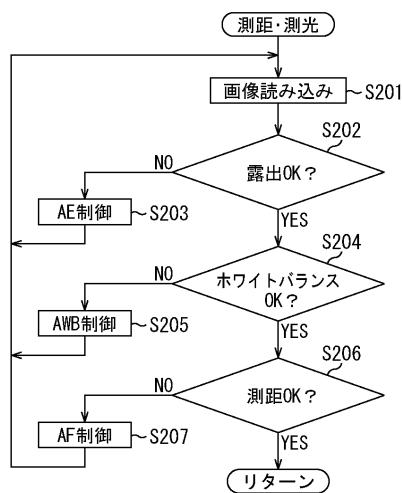 測距・測光
画像読み込み
S201
S202
露出OK？
NO
AE制御
S203
YES
S204
ホワイトバランス
OK？
NO
AWB制御
S205
YES
S206
測距OK？
NO
AF制御
S207
YES
リターン